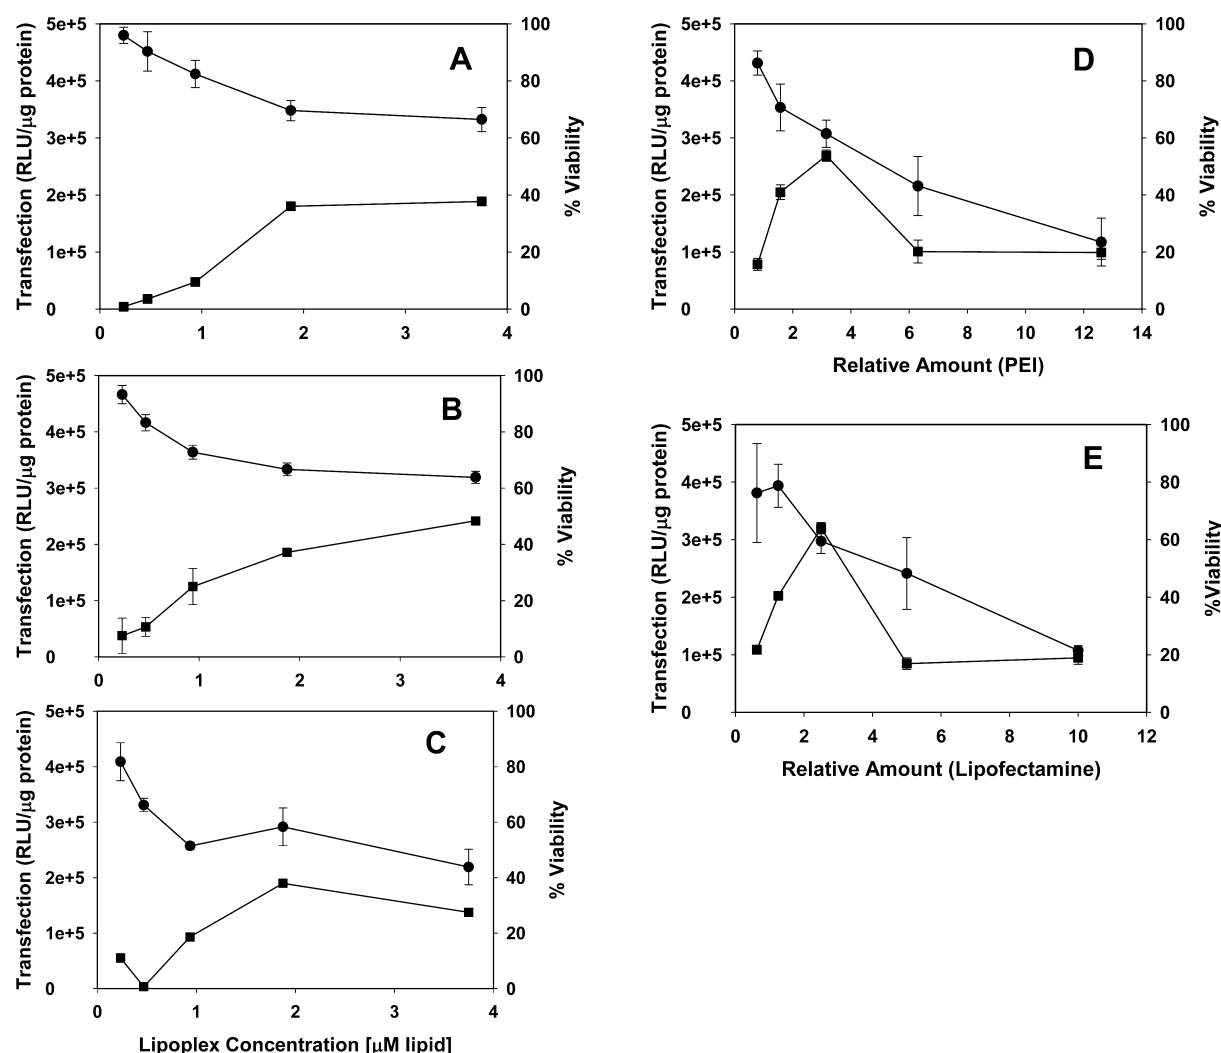 A
Transfection (RLU/µg protein)
5e+5
4e+5
3e+5
2e+5
1e+5
0
100
80
60
40
20
0
% Viability
0 1 2 3 4
B
Transfection (RLU/µg protein)
5e+5
4e+5
3e+5
2e+5
1e+5
0
100
80
60
40
20
0
% Viability
0 1 2 3 4
C
Transfection (RLU/µg protein)
5e+5
4e+5
3e+5
2e+5
1e+5
0
100
80
60
40
20
0
% Viability
0 1 2 3 4
Lipoplex Concentration [µM lipid]
D
Transfection (RLU/µg protein)
5e+5
4e+5
3e+5
2e+5
1e+5
0
100
80
60
40
20
0
% Viability
0 2 4 6 8 10 12 14
Relative Amount (PEI)
E
Transfection (RLU/µg protein)
5e+5
4e+5
3e+5
2e+5
1e+5
0
100
80
60
40
20
0
%Viability
0 2 4 6 8 10 12
Relative Amount (Lipofectamine)